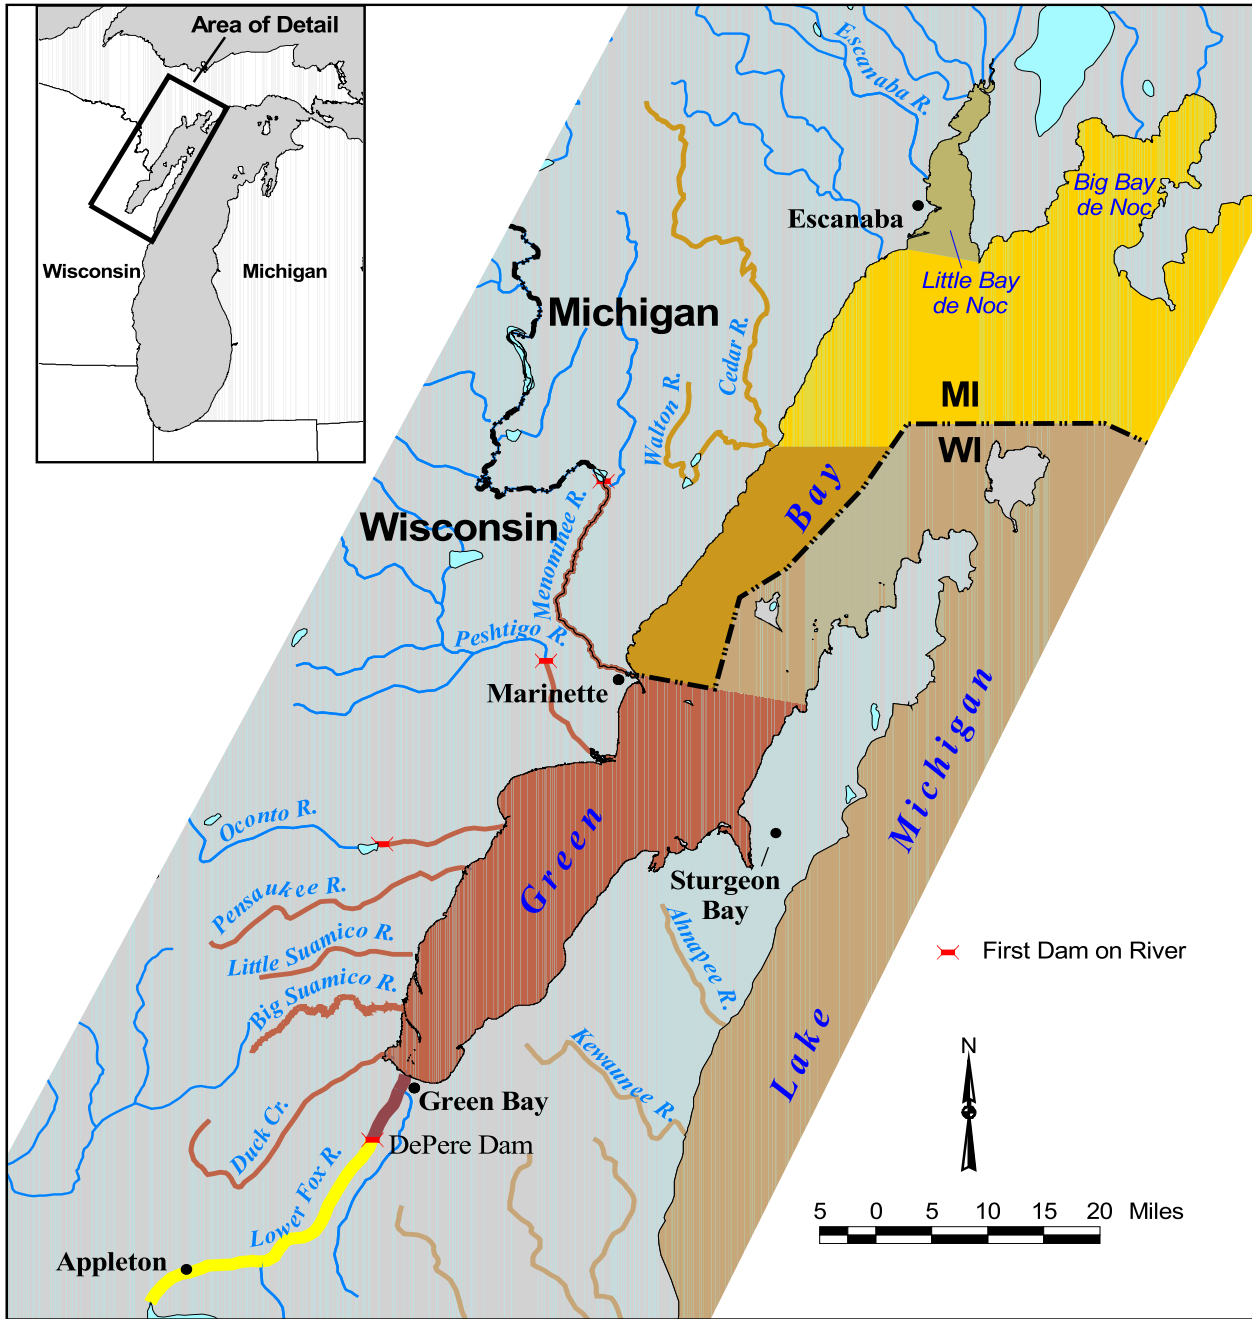 Area of Detail
Wisconsin
Michigan
Escanaba R.
Big Bay
de Noc
Escanaba
Little Bay
de Noc
Michigan
Cedar R.
Walton R.
MI
WI
Bay
Wisconsin
Menominee R.
Peshtigo R.
Marinette
Michigan
Oconto R.
Green
Sturgeon
Bay
Pensaukee R.
Ahnapee R.
Little Suamico R.
First Dam on River
Big Suamico R.
Lake
Kewaunee R.
N
Green Bay
Duck Cr.
DePere Dam
Lower Fox R.
5 0 5 10 15 20 Miles
Appleton